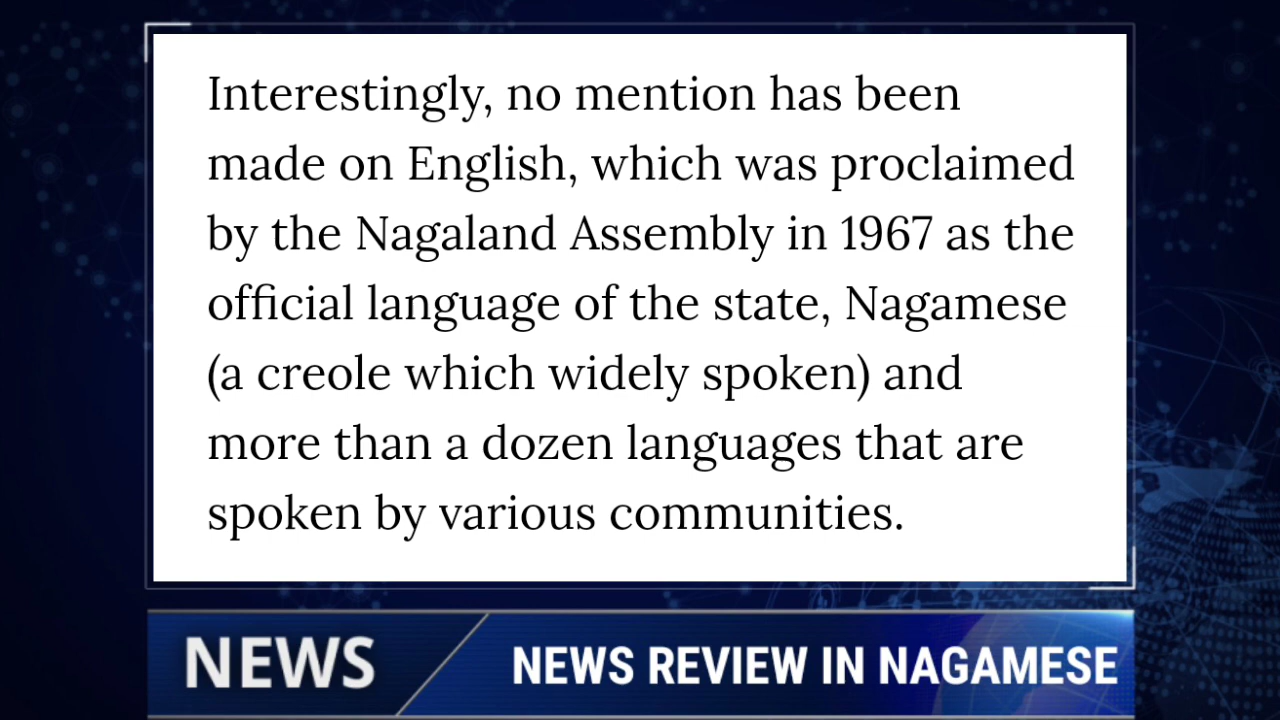 Interestingly, no mention has been
made on English, which was proclaimed
by the Nagaland Assembly in 1967 as the
official language of the state, Nagamese
(a creole which widely spoken) and
more than a dozen languages that are
spoken by various communities.
NEWS
NEWS REVIEW IN NAGAMESE